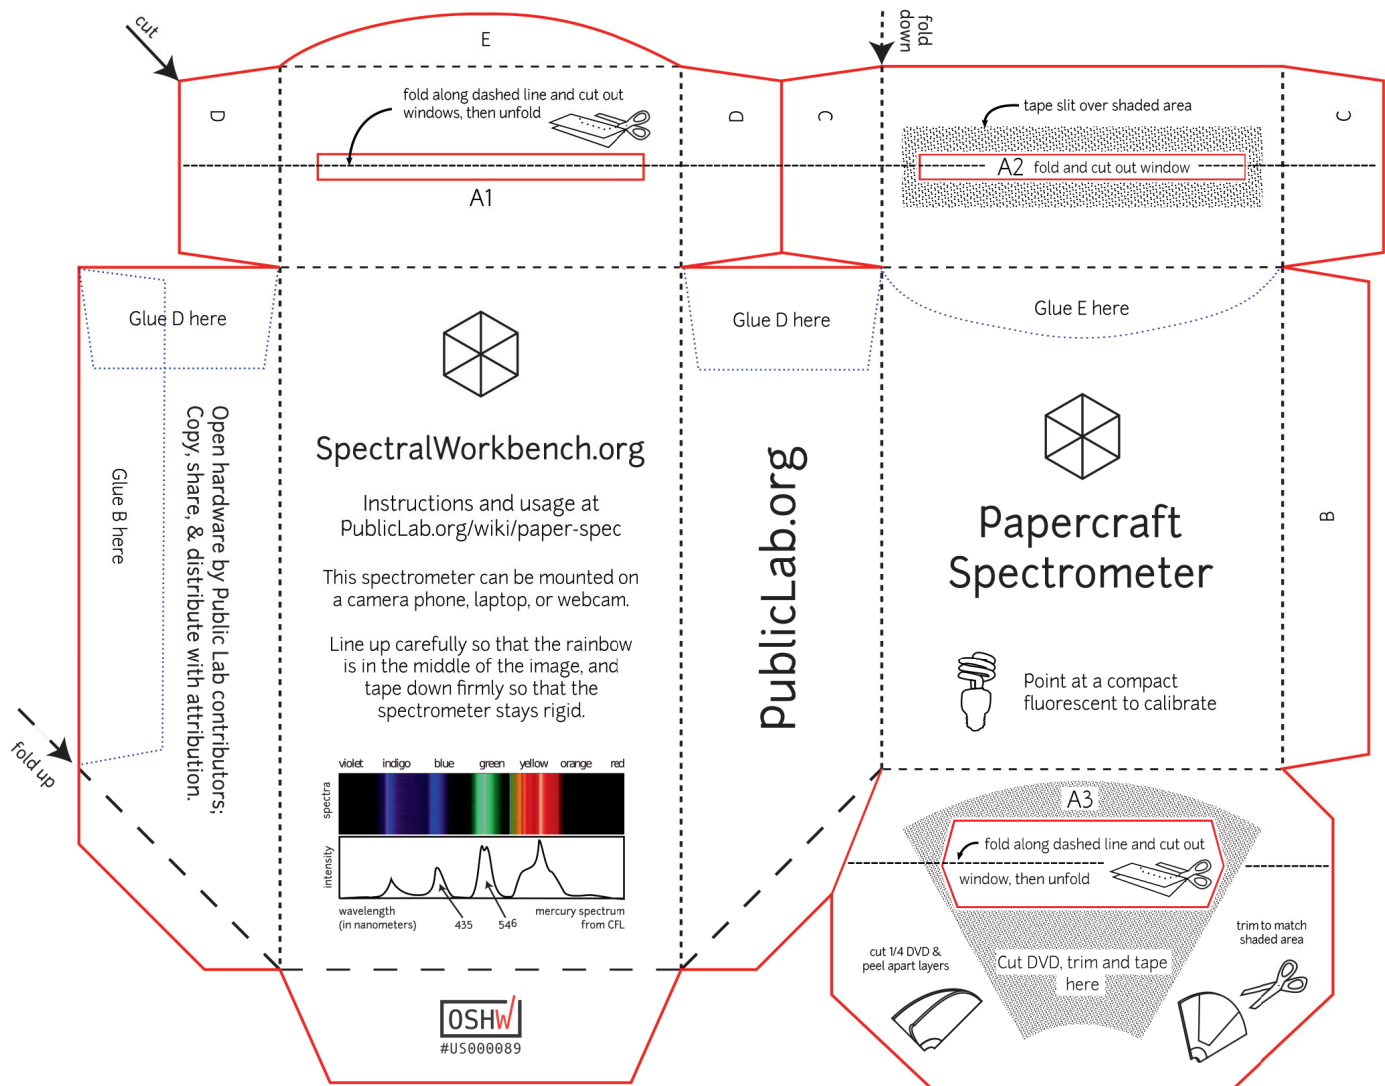 cut
E
fold
down
D
fold along dashed line and cut out
windows, then unfold
D
C
tape slit over shaded area
C
A1
A2 fold and cut out window
Glue D here
Glue D here
Glue E here
Glue B here
Open hardware by Public Lab contributors;
Copy, share, & distribute with attribution.
SpectralWorkbench.org
Instructions and usage at
PublicLab.org/wiki/paper-spec
This spectrometer can be mounted on
a camera phone, laptop, or webcam.
Line up carefully so that the rainbow
is in the middle of the image, and
tape down firmly so that the
spectrometer stays rigid.
PublicLab.org
Papercraft
Spectrometer
B
Point at a compact
fluorescent to calibrate
fold up
violet indigo blue green yellow orange red
spectra
intensity
wavelength
(in nanometers)
435
546
mercury spectrum
from CFL
A3
fold along dashed line and cut out
window, then unfold
cut 1/4 DVD &
peel apart layers
Cut DVD, trim and tape
here
trim to match
shaded area
OSHW
#US000089